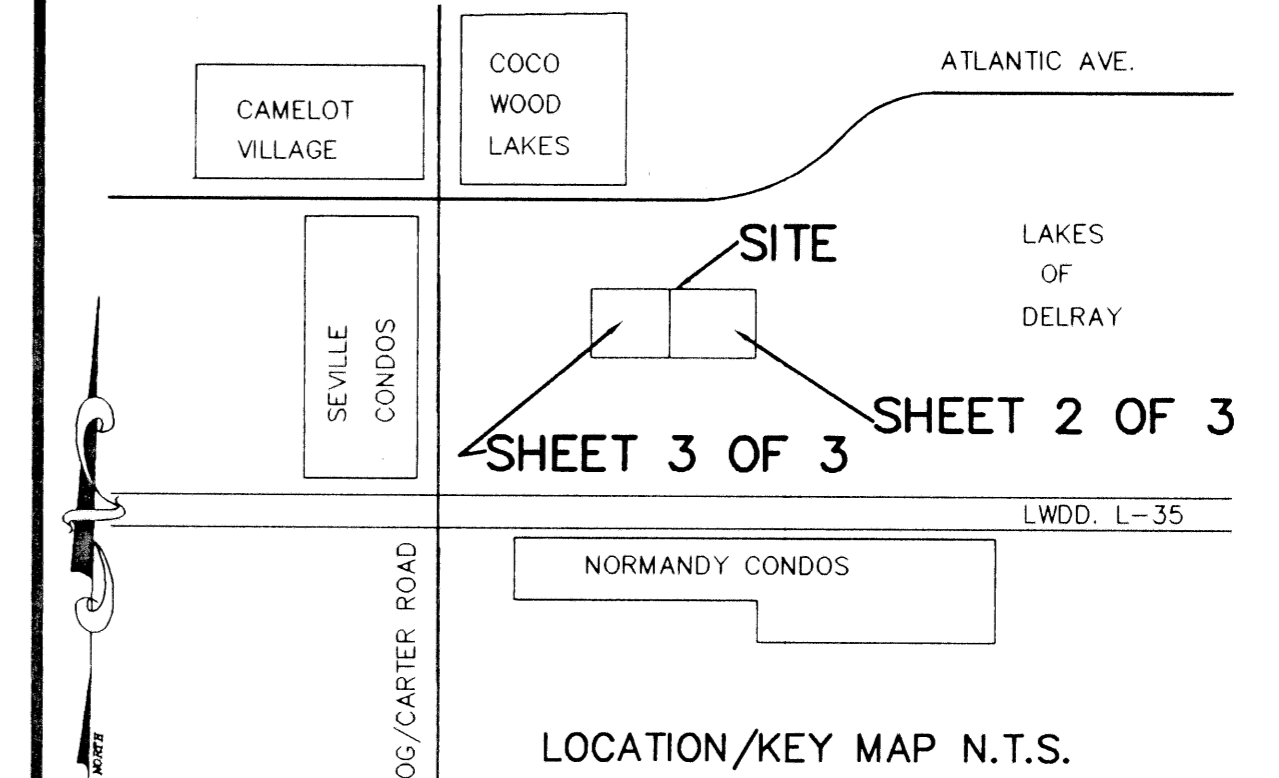 COCO
WOOD
LAKES
ATLANTIC AVE.
CAMELOT
VILLAGE
SITE
LAKES
OF
DELRAY
SEVILLE
CONDOS
SHEET 2 OF 3
SHEET 3 OF 3
LWDD. L-35
NORMANDY CONDOS
OG/CARTER ROAD
NORTH
LOCATION/KEY MAP N.T.S.